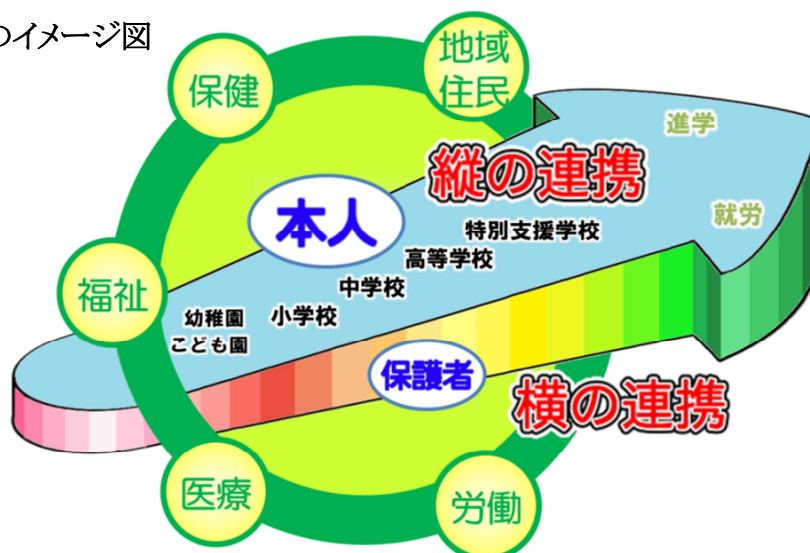 のイメージ図
保健
地域
住民
進学
縦の連携
就労
本人
特別支援学校
高等学校
中学校
小学校
幼稚園
こども園
福祉
保護者
横の連携
医療
労働